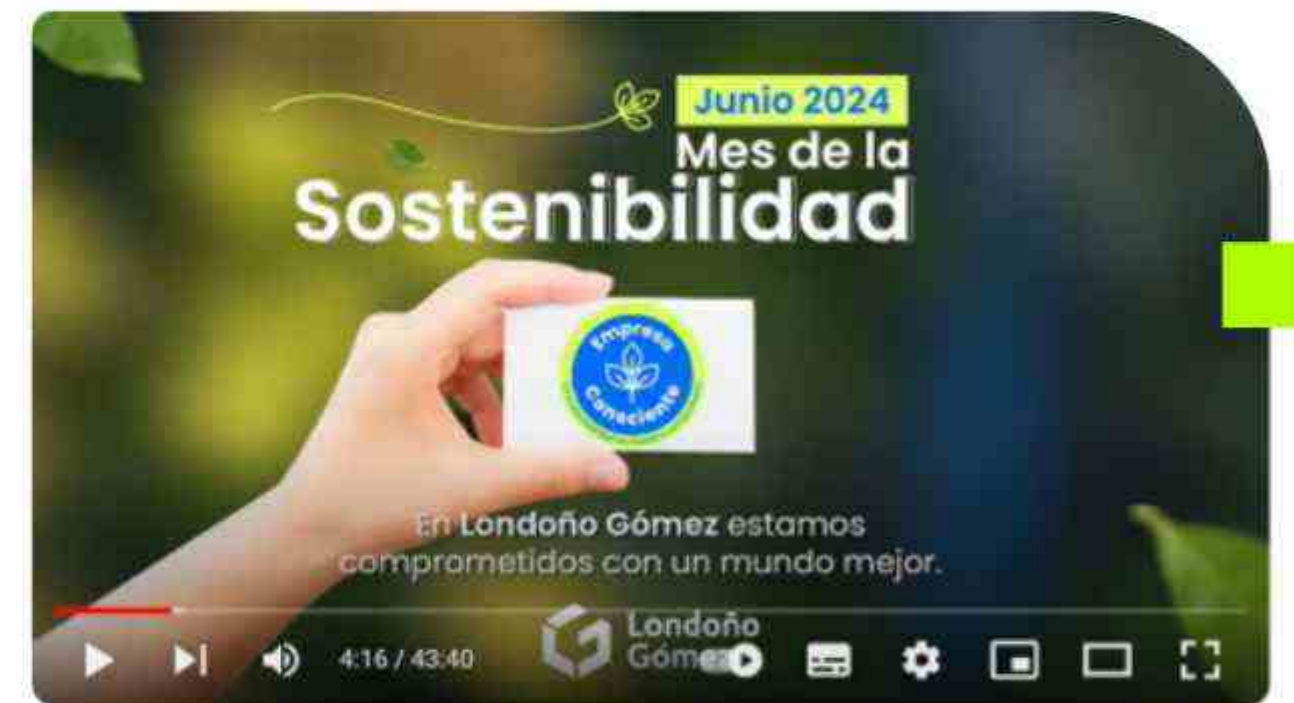 Junio 2024
Mes de la
Sostenibilidad
Empresa
Consciente
En Londoño Gómez estamos
comprometidos con un mundo mejor.
4:16 / 43:40
Londoño
Gómez